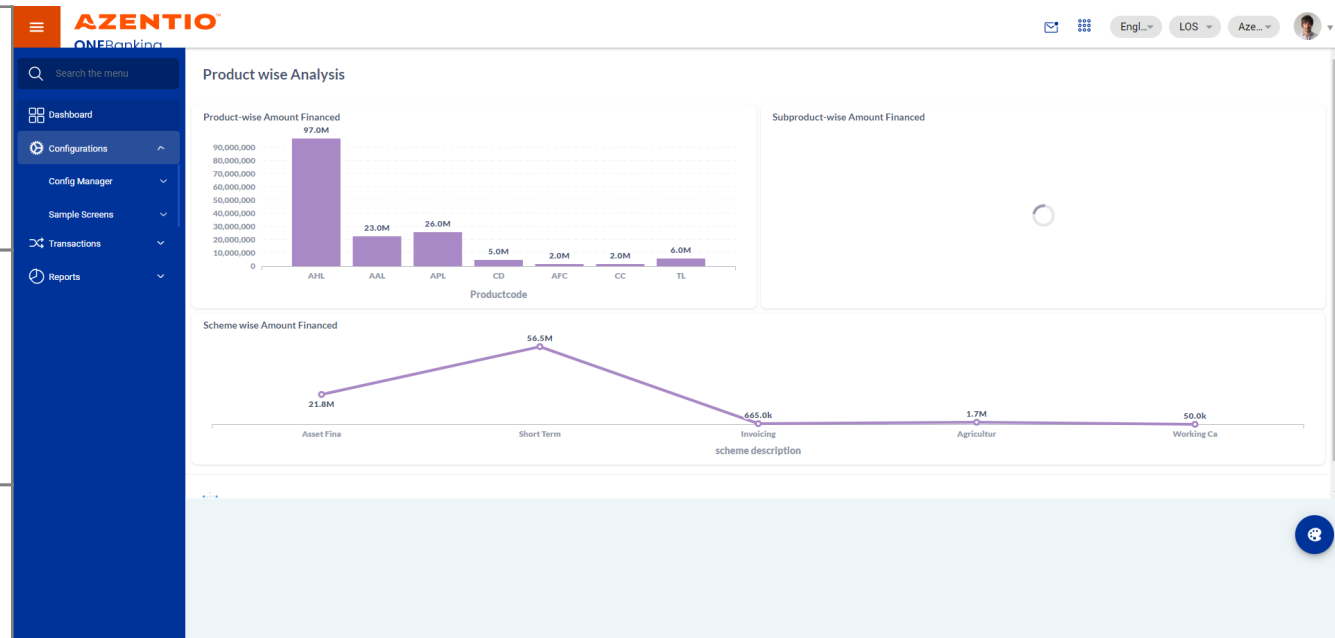 AZENTIO
ONEBanking
Engl...
LOS
Aze...
Search the menu
Dashboard
Configurations
Config Manager
Sample Screens
Transactions
Reports
Product wise Analysis
Product-wise Amount Financed
97.0M
90,000,000
80,000,000
70,000,000
60,000,000
50,000,000
40,000,000
30,000,000
20,000,000
10,000,000
0
23.0M
26.0M
5.0M
2.0M
2.0M
6.0M
AHL
AAL
APL
CD
AFC
CC
TL
Productcode
Subproduct-wise Amount Financed
Scheme wise Amount Financed
56.5M
21.8M
665.0k
1.7M
50.0k
Asset Fina
Short Term
Invoicing
Agricultur
Working Ca
scheme description